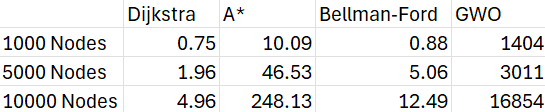 Dijkstra A* Bellman-Ford GWO
1000 Nodes 0.75 10.09 0.88 1404
5000 Nodes 1.96 46.53 5.06 3011
10000 Nodes 4.96 248.13 12.49 16854